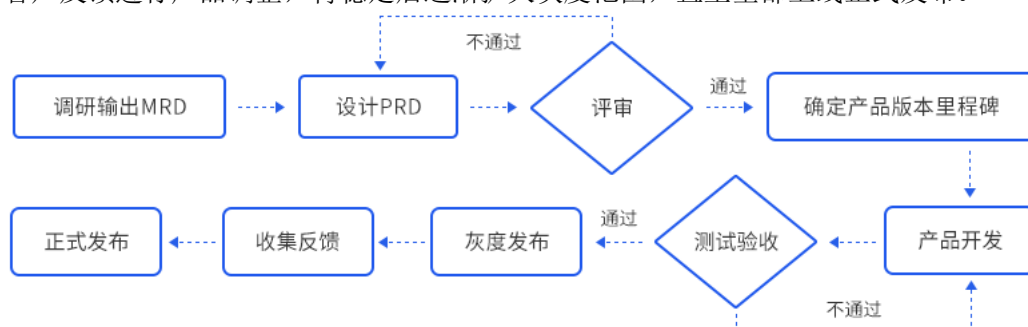 不通过
调研输出MRD
设计PRD
评审
通过
确定产品版本里程碑
正式发布
收集反馈
灰度发布
通过
测试验收
产品开发
不通过